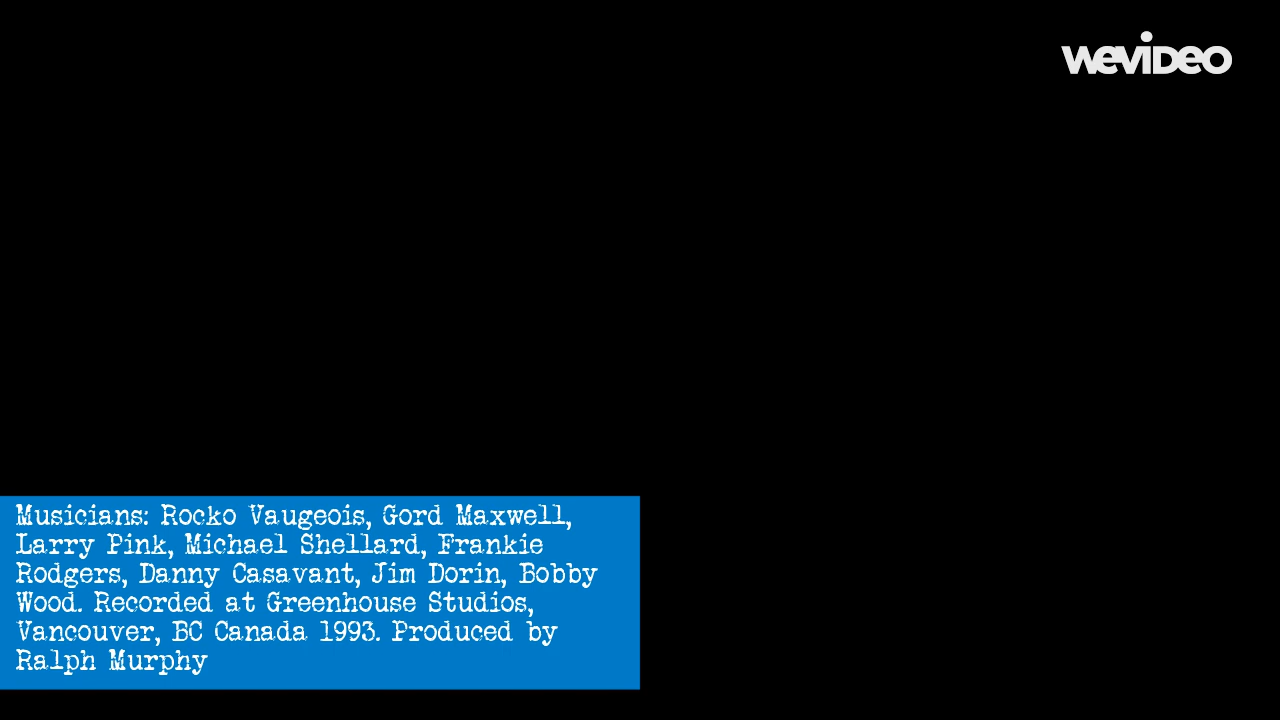 wevideo
Musicians: Rocko Vaugeois, Gord Maxwell,
Larry Pink, Michael Shellard, Frankie
Rodgers, Danny Casavant, Jim Dorin, Bobby
Wood. Recorded at Greenhouse Studios,
Vancouver, BC Canada 1993. Produced by
Ralph Murphy